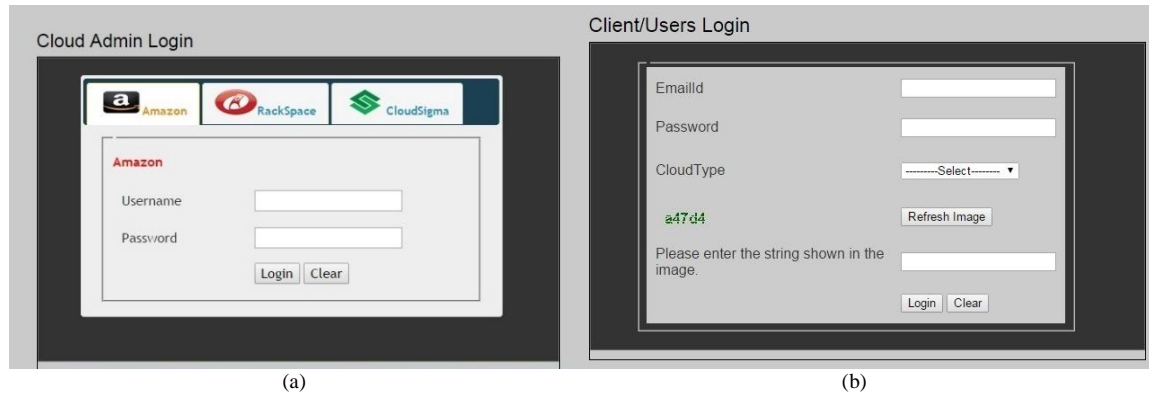 Cloud Admin Login
a Amazon RackSpace CloudSigma
Amazon
Username
Password
Login Clear
(a)
Client/Users Login
EmailId
Password
CloudType ---------Select--------
a47d4 Refresh Image
Please enter the string shown in the
image.
Login Clear
(b)